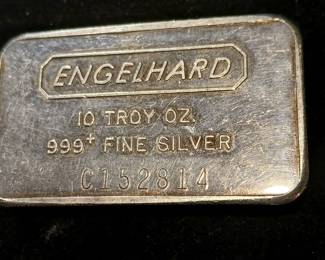 ENGELHARD
10 TROY OZ.
999+ FINE SILVER
C152814